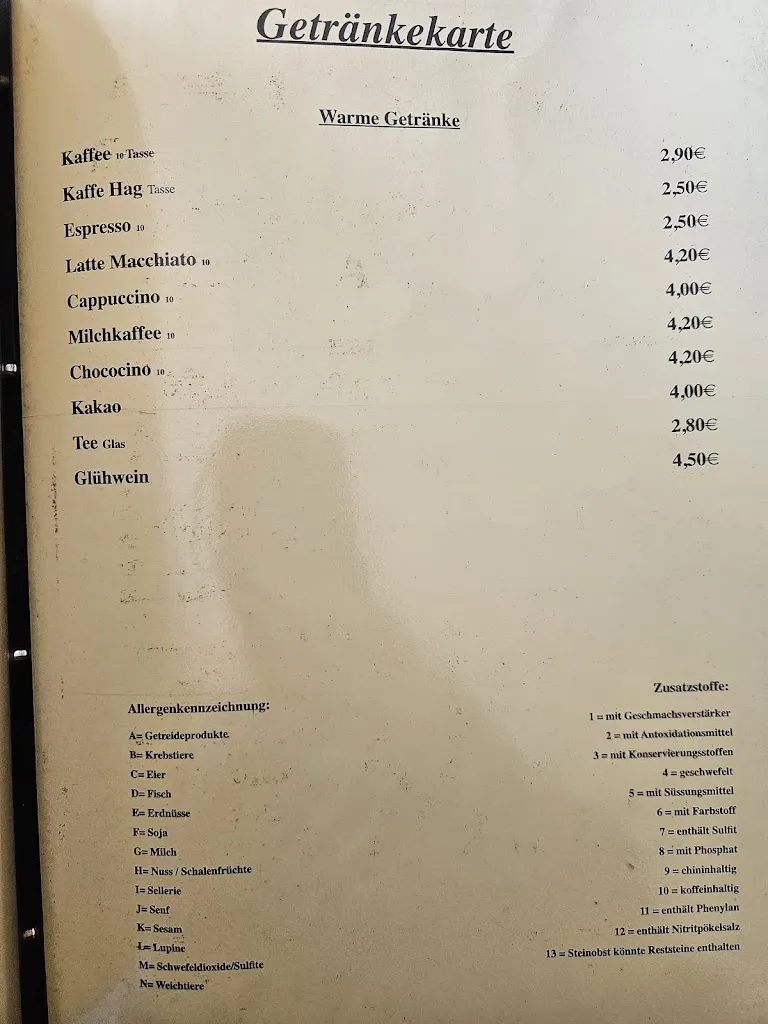 Getränkekarte
Warme Getränke
Kaffee 10 Tasse 2,90€
Kaffe Hag Tasse 2,50€
Espresso 10 2,50€
Latte Macchiato 10 4,20€
Cappuccino 10 4,00€
Milchkaffee 10 4,20€
Chococino 10 4,20€
Kakao 4,00€
Tee Glas 2,80€
Glühwein 4,50€
Allergenkennzeichnung:
A= Getreideprodukte
B= Krebstiere
C= Eier
D= Fisch
E= Erdnüsse
F= Soja
G= Milch
H= Nuss / Schalenfrüchte
I= Sellerie
J= Senf
K= Sesam
L= Lupine
M= Schwefeldioxide/Sulfite
N= Weichtiere
Zusatzstoffe:
1 = mit Geschmachsverstärker
2 = mit Antoxidationsmittel
3 = mit Konservierungsstoffen
4 = geschwefelt
5 = mit Süssungsmittel
6 = mit Farbstoff
7 = enthält Sulfit
8 = mit Phosphat
9 = chininhaltig
10 = koffeinhaltig
11 = enthält Phenylan
12 = enthält Nitritpökelsalz
13 = Steinobst könnte Reststeine enthalten